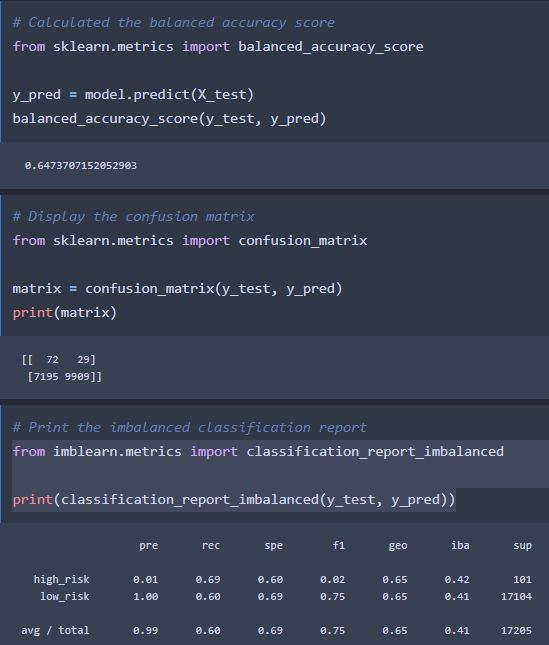 # Calculated the balanced accuracy score
from sklearn.metrics import balanced_accuracy_score
y_pred = model.predict(X_test)
balanced_accuracy_score(y_test, y_pred)
0.6473707152052903
# Display the confusion matrix
from sklearn.metrics import confusion_matrix
matrix = confusion_matrix(y_test, y_pred)
print(matrix)
[[  72   29]
 [7195 9909]]
# Print the imbalanced classification report
from imblearn.metrics import classification_report_imbalanced
print(classification_report_imbalanced(y_test, y_pred))
pre rec spe f1 geo iba sup
high_risk 0.01 0.69 0.60 0.02 0.65 0.42 101
low_risk 1.00 0.60 0.69 0.75 0.65 0.41 17104
avg / total 0.99 0.60 0.69 0.75 0.65 0.41 17205